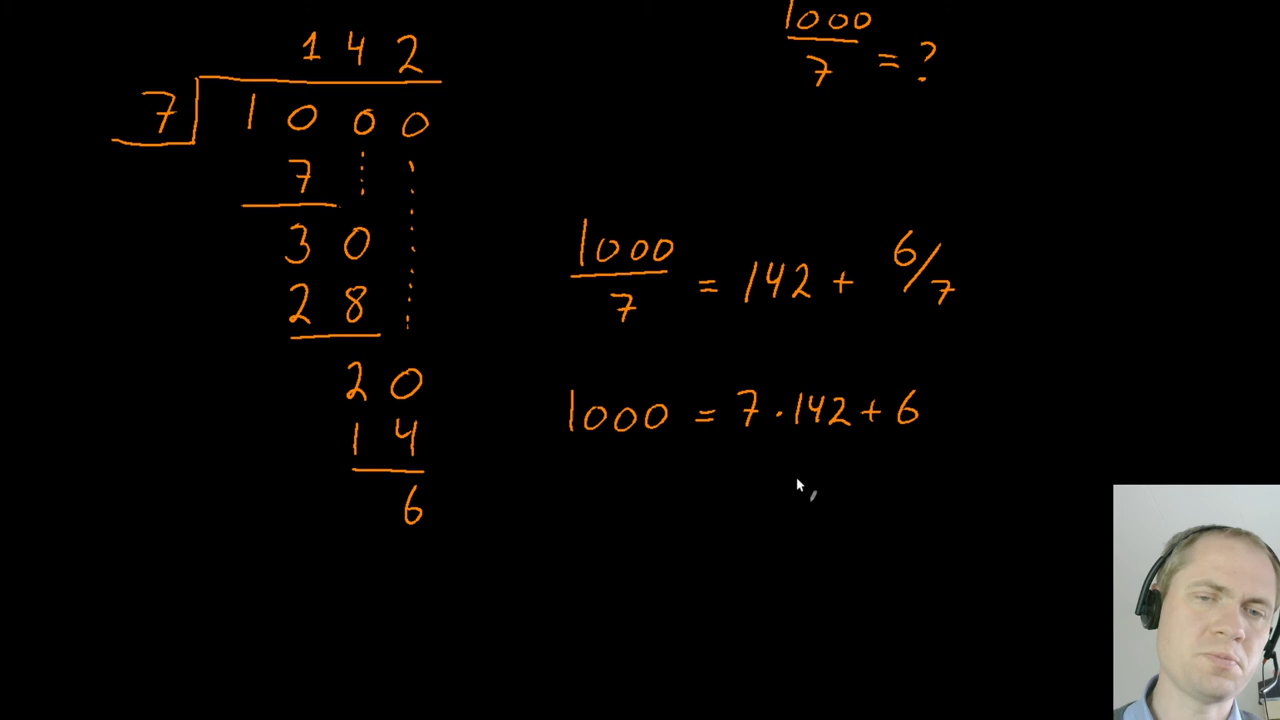 142
7 1000
7
30
28
20
14
6
1000/7 = ?
1000/7 = 142 + 6/7
1000 = 7 · 142 + 6